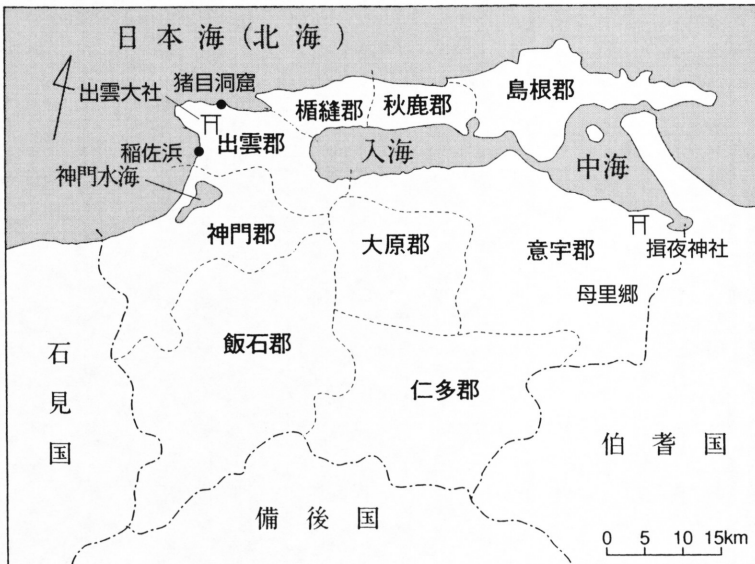 日本海(北海)
猪目洞窟
出雲大社
島根郡
楯縫郡
秋鹿郡
稲佐浜
出雲郡
入海
中海
神門水海
神門郡
大原郡
意宇郡
揖夜神社
母里郷
飯石郡
石見国
仁多郡
伯耆国
備後国
0 5 10 15km